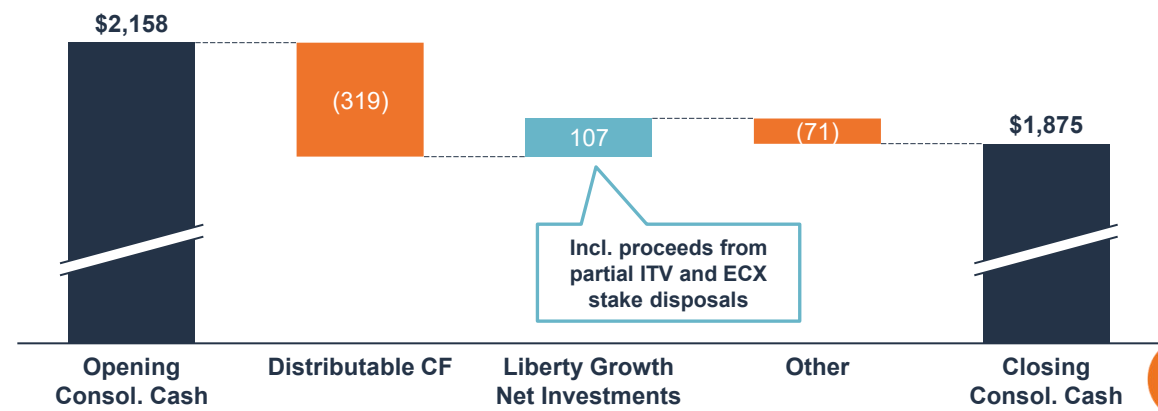 $2,158
(319)
107
(71)
$1,875
Incl. proceeds from
partial ITV and ECX
stake disposals
Opening
Consol. Cash
Distributable CF
Liberty Growth
Net Investments
Other
Closing
Consol. Cash